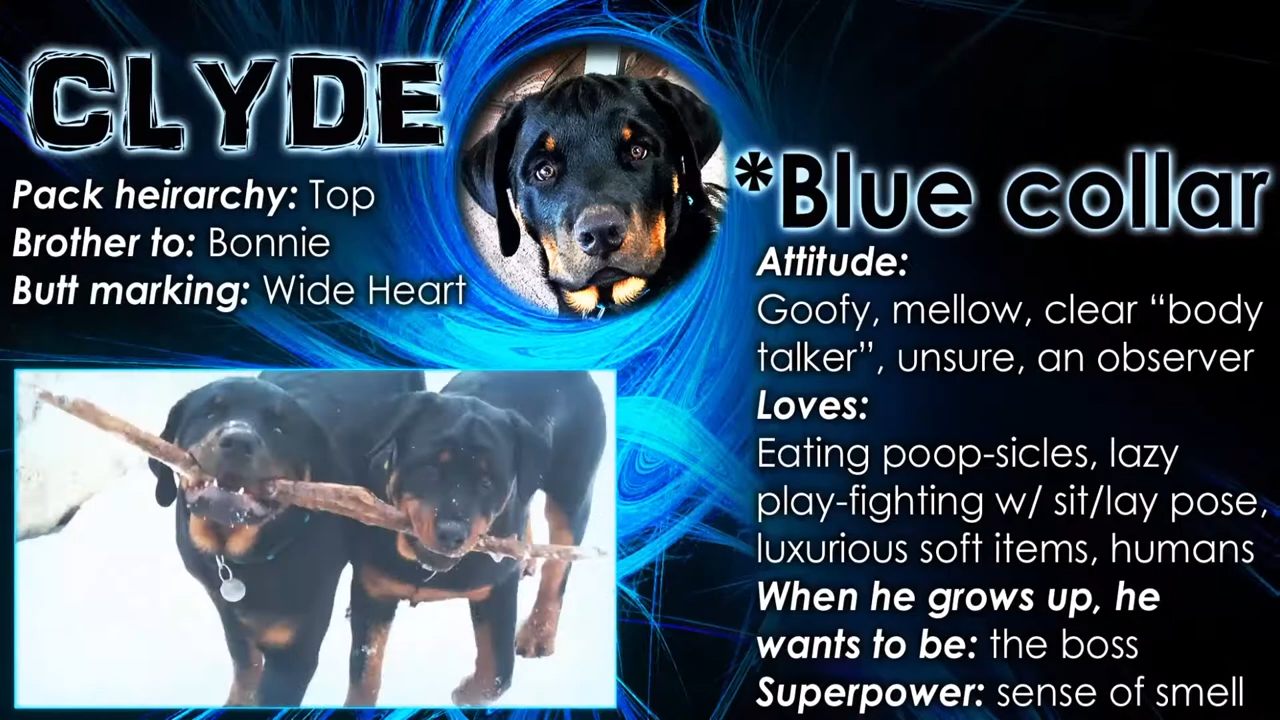 CLYDE
Pack heirarchy: Top
Brother to: Bonnie
Butt marking: Wide Heart
*Blue collar
Attitude:
Goofy, mellow, clear “body
talker”, unsure, an observer
Loves:
Eating poop-sicles, lazy
play-fighting w/ sit/lay pose,
luxurious soft items, humans
When he grows up, he
wants to be: the boss
Superpower: sense of smell